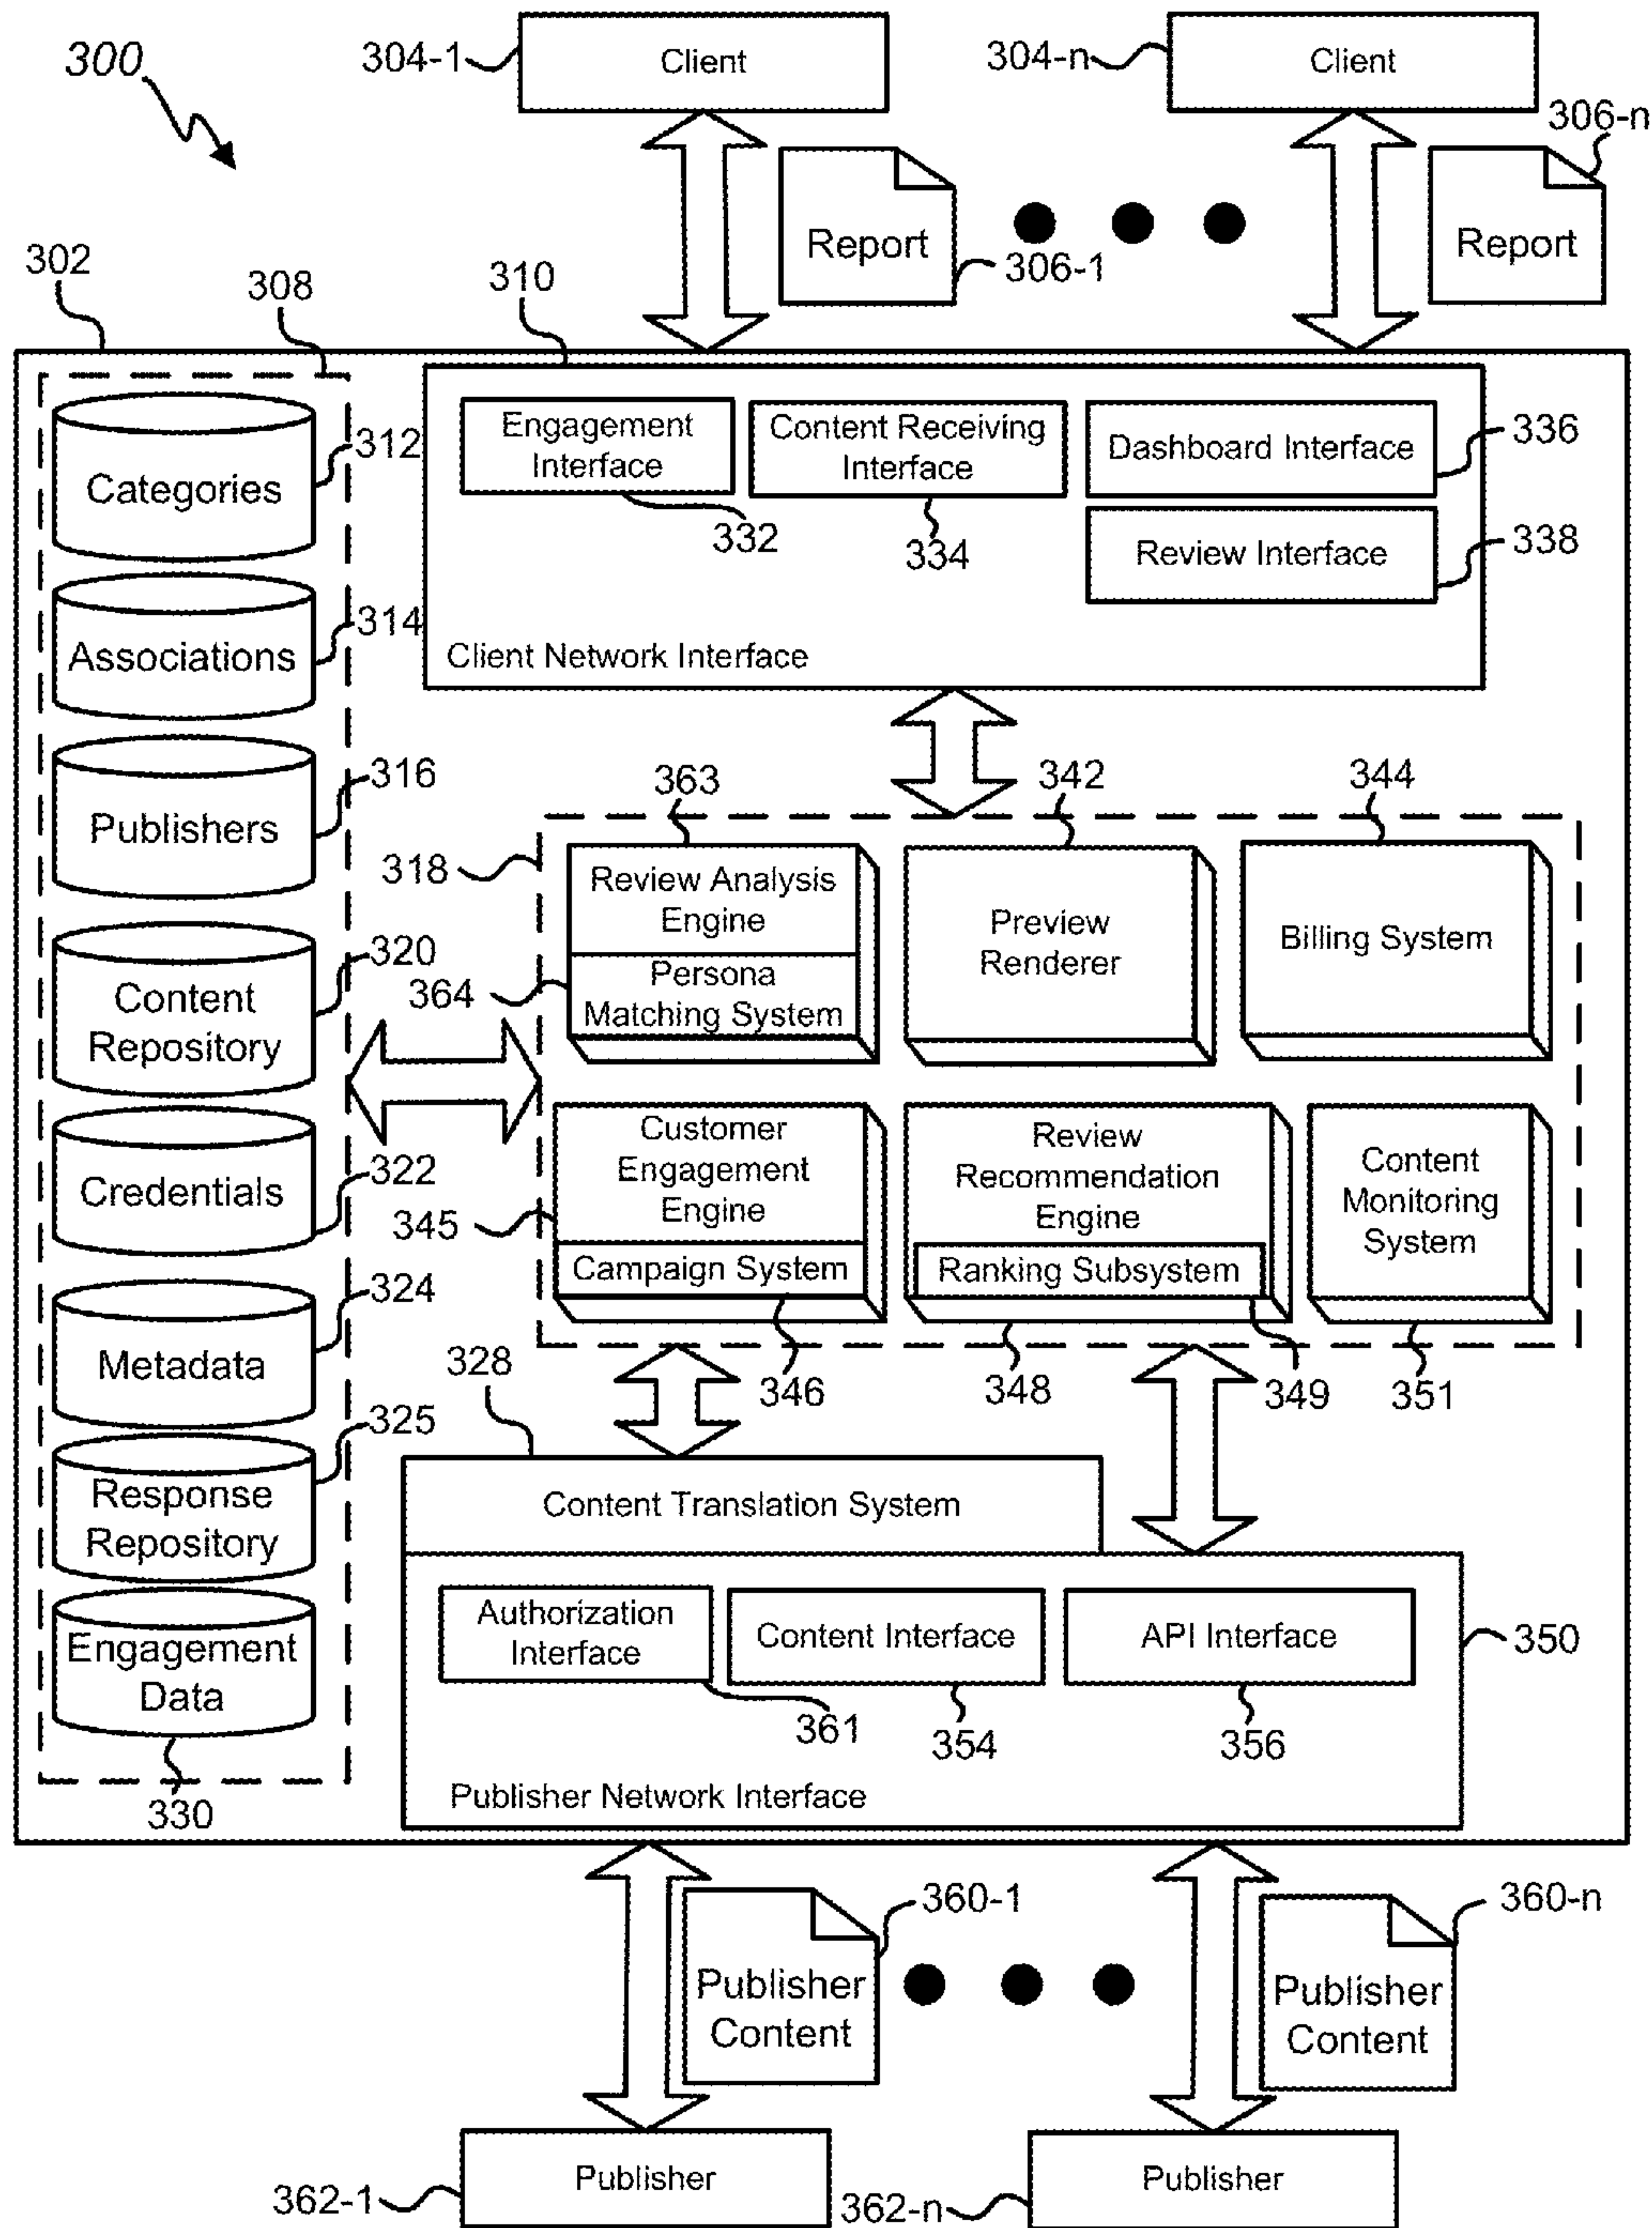 300
304-1
Client
304-n
Client
306-n
Report
306-1
Report
302
308
310
Categories
312
Associations
314
Publishers
316
Content
Repository
320
Credentials
322
Metadata
324
Response
Repository
325
Engagement
Data
330
Engagement
Interface
332
Content Receiving
Interface
334
Dashboard Interface
336
Review Interface
338
Client Network Interface
318
363
Review Analysis
Engine
Persona
Matching System
364
342
Preview
Renderer
344
Billing System
Customer
Engagement
Engine
345
Campaign System
346
Review
Recommendation
Engine
Ranking Subsystem
348
349
Content
Monitoring
System
351
328
Content Translation System
Authorization
Interface
361
Content Interface
354
API Interface
356
350
Publisher Network Interface
360-1
Publisher
Content
360-n
Publisher
Content
362-1
Publisher
362-n
Publisher